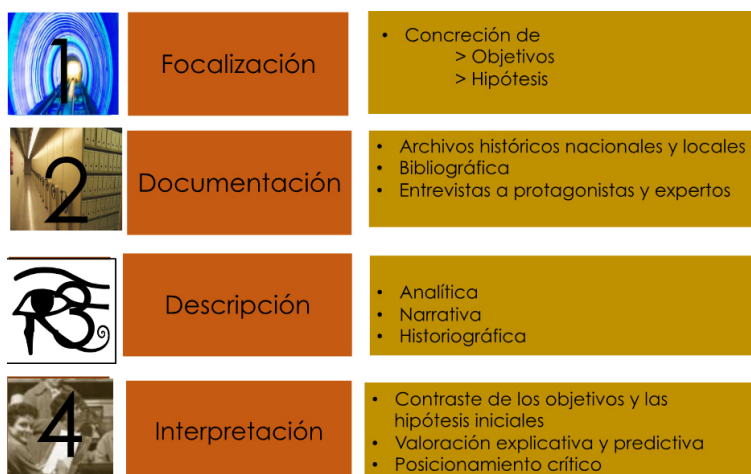 1
Focalización
• Concreción de
> Objetivos
> Hipótesis
2
Documentación
• Archivos históricos nacionales y locales
• Bibliográfica
• Entrevistas a protagonistas y expertos
3
Descripción
• Analítica
• Narrativa
• Historiográfica
4
Interpretación
• Contraste de los objetivos y las
hipótesis iniciales
• Valoración explicativa y predictiva
• Posicionamiento crítico